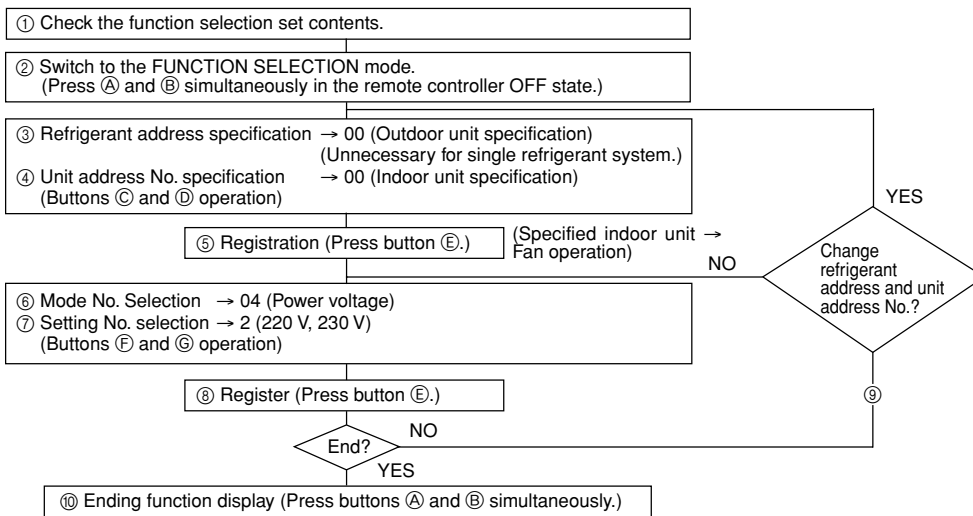 ① Check the function selection set contents.
② Switch to the FUNCTION SELECTION mode.
(Press Ⓐ and Ⓑ simultaneously in the remote controller OFF state.)
③ Refrigerant address specification → 00 (Outdoor unit specification)
(Unnecessary for single refrigerant system.)
④ Unit address No. specification → 00 (Indoor unit specification)
(Buttons Ⓒ and Ⓓ operation)
YES
⑤ Registration (Press button Ⓔ.)
(Specified indoor unit →
Fan operation)
NO
Change
refrigerant
address and unit
address No.?
⑥ Mode No. Selection → 04 (Power voltage)
⑦ Setting No. selection → 2 (220 V, 230 V)
(Buttons Ⓕ and Ⓖ operation)
⑧ Register (Press button Ⓔ.)
⑨
End?
NO
YES
⑩ Ending function display (Press buttons Ⓐ and Ⓑ simultaneously.)